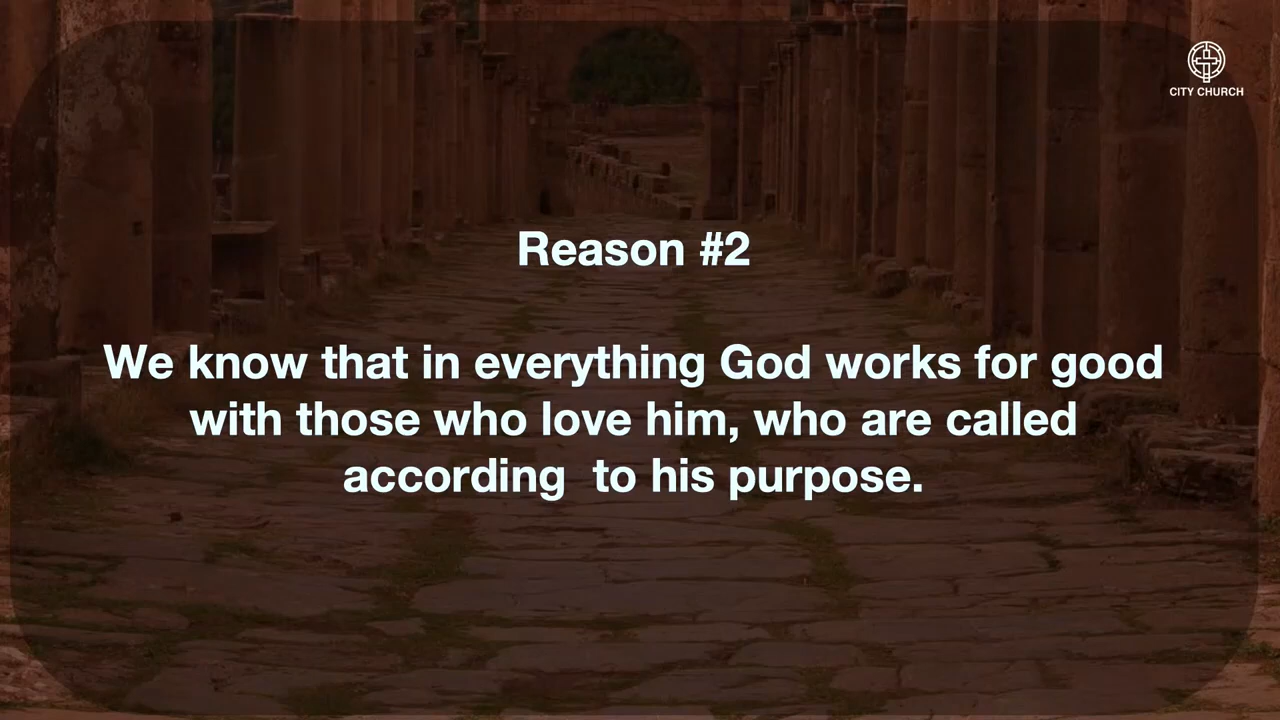 CITY CHURCH
Reason #2
We know that in everything God works for good
with those who love him, who are called
according  to his purpose.